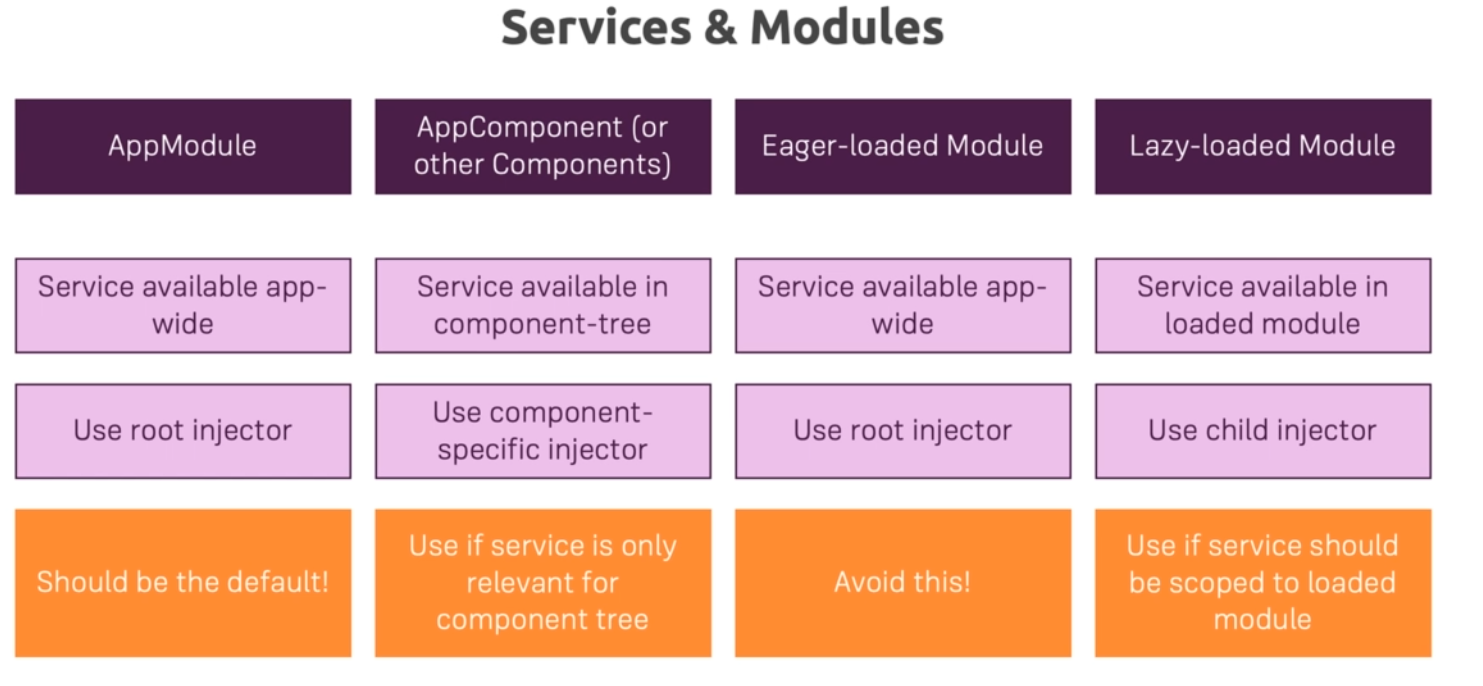 Services & Modules
AppModule
AppComponent (or
other Components)
Eager-loaded Module
Lazy-loaded Module
Service available app-
wide
Service available in
component-tree
Service available app-
wide
Service available in
loaded module
Use root injector
Use component-
specific injector
Use root injector
Use child injector
Should be the default!
Use if service is only
relevant for
component tree
Avoid this!
Use if service should
be scoped to loaded
module